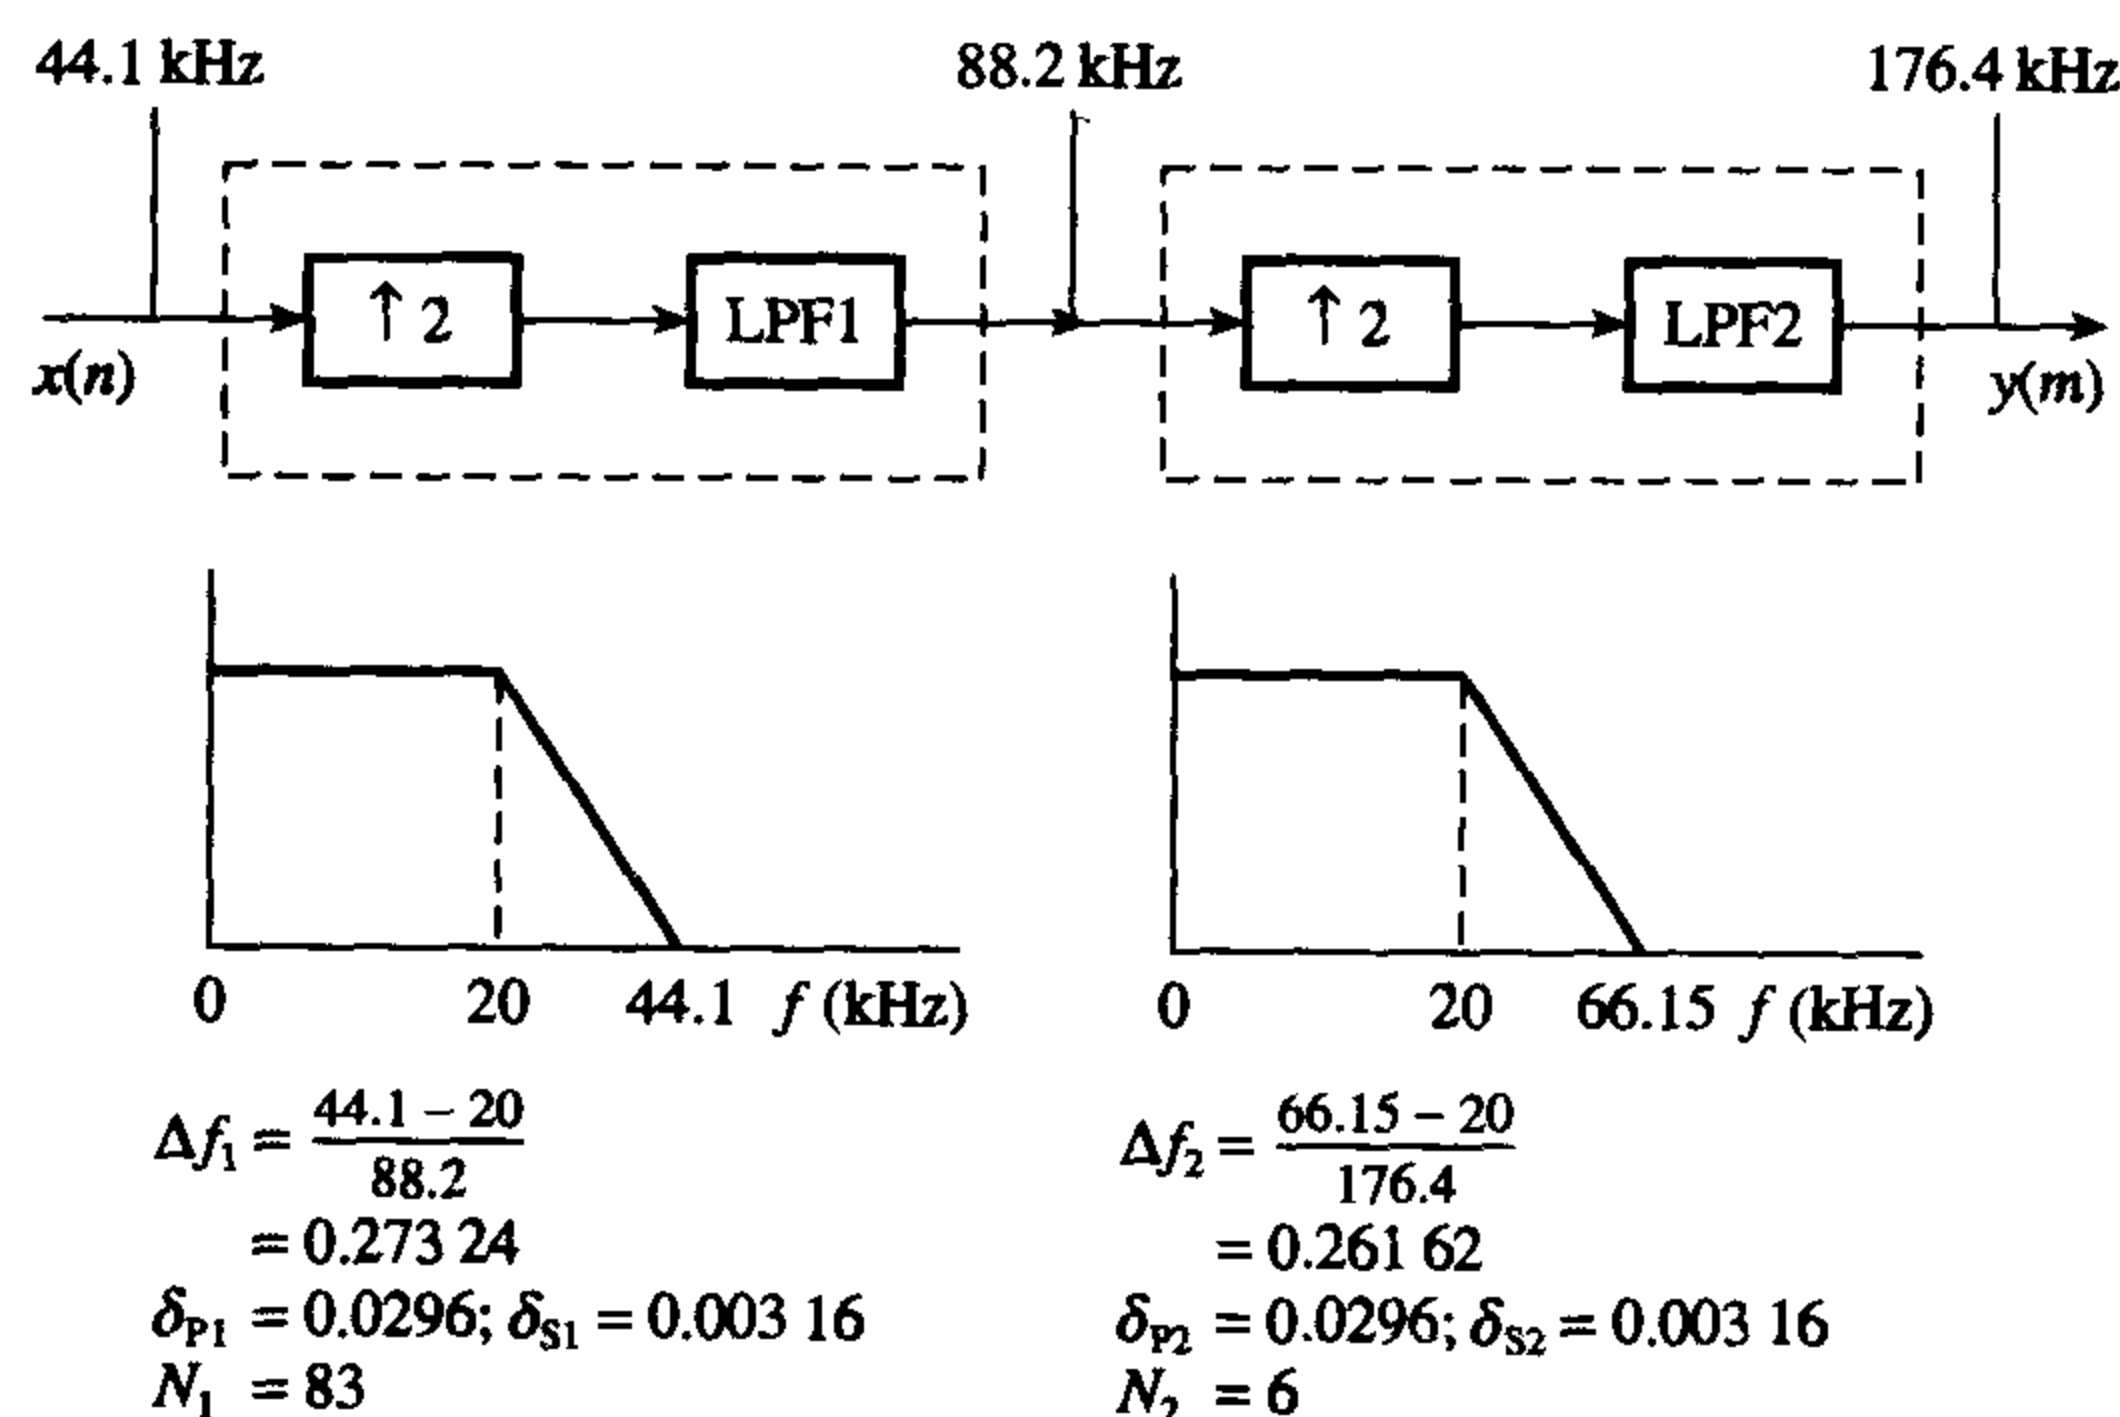 44.1 kHz 88.2 kHz 176.4 kHz
↑ 2 LPF1 ↑ 2 LPF2
x(n) y(m)
0 20 44.1 f (kHz)
0 20 66.15 f (kHz)
Δf₁ = 44.1 – 20 / 88.2
= 0.273 24
δP1 = 0.0296; δS1 = 0.003 16
N₁ = 83
Δf₂ = 66.15 – 20 / 176.4
= 0.261 62
δP2 = 0.0296; δS2 = 0.003 16
N₂ = 6